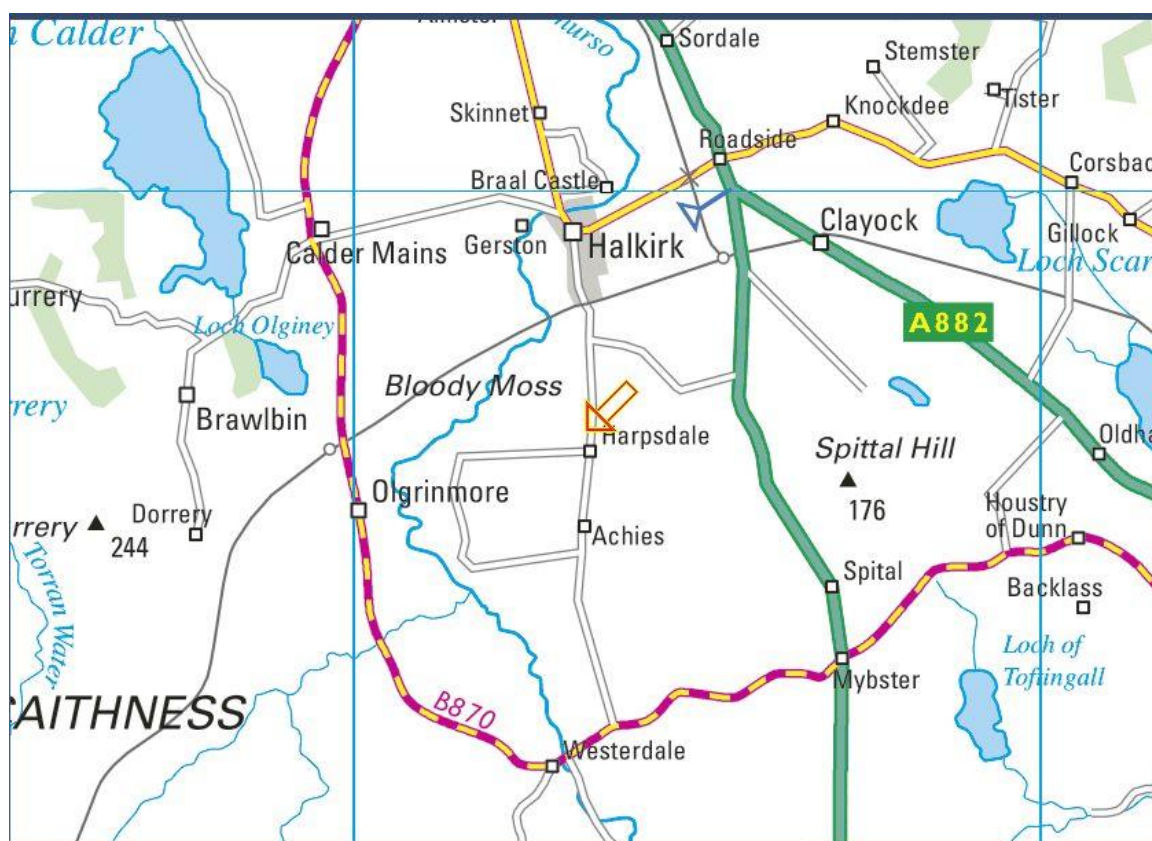 Calder
Sordale
Stemster
Tister
Skinnet
Knockdee
Roadside
Braal Castle
Corsbac
Gerston
Halkirk
Clayock
Gillock
Calder Mains
Loch Scar
urrery
Loch Olginey
A882
Bloody Moss
Brawlbin
rrery
Harpsdale
Spittal Hill
Oldha
Olgrinmore
176
Houstry
of Dunn
Dorrery
rrery
244
Achies
Torran Water
Spital
Backlass
Loch of
Toftingall
Mybster
AITHNESS
B870
Westerdale